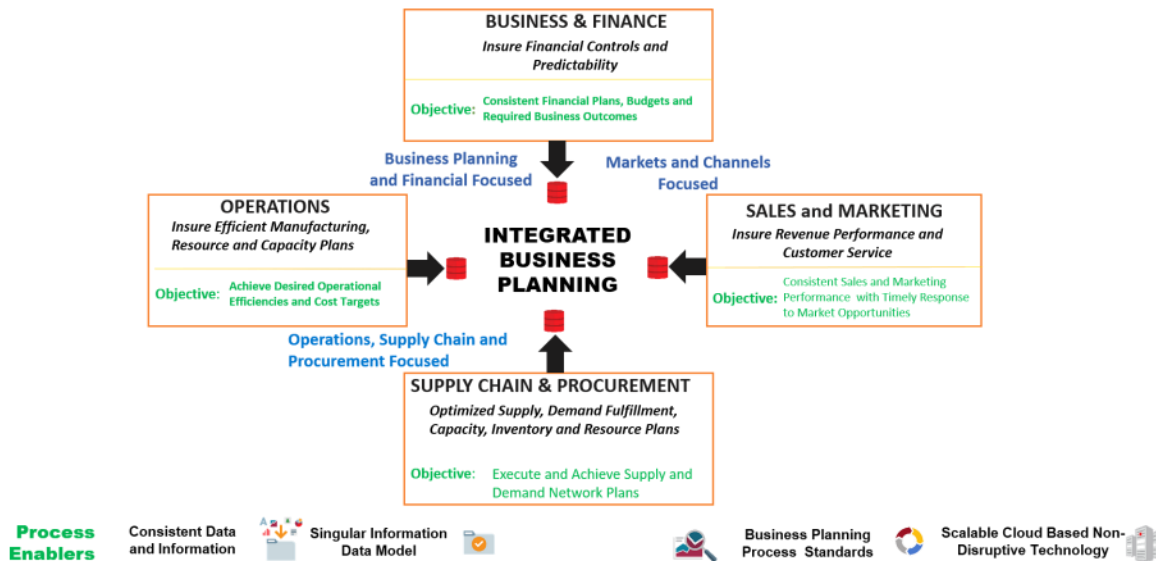 BUSINESS & FINANCE
Insure Financial Controls and
Predictability
Objective: Consistent Financial Plans, Budgets and
Required Business Outcomes
Business Planning
and Financial Focused
Markets and Channels
Focused
OPERATIONS
Insure Efficient Manufacturing,
Resource and Capacity Plans
Objective: Achieve Desired Operational
Efficiencies and Cost Targets
INTEGRATED
BUSINESS
PLANNING
SALES and MARKETING
Insure Revenue Performance and
Customer Service
Objective: Consistent Sales and Marketing
Performance with Timely Response
to Market Opportunities
Operations, Supply Chain and
Procurement Focused
SUPPLY CHAIN & PROCUREMENT
Optimized Supply, Demand Fulfillment,
Capacity, Inventory and Resource Plans
Objective: Execute and Achieve Supply and
Demand Network Plans
Process
Enablers
Consistent Data
and Information
Singular Information
Data Model
Business Planning
Process Standards
Scalable Cloud Based Non-
Disruptive Technology